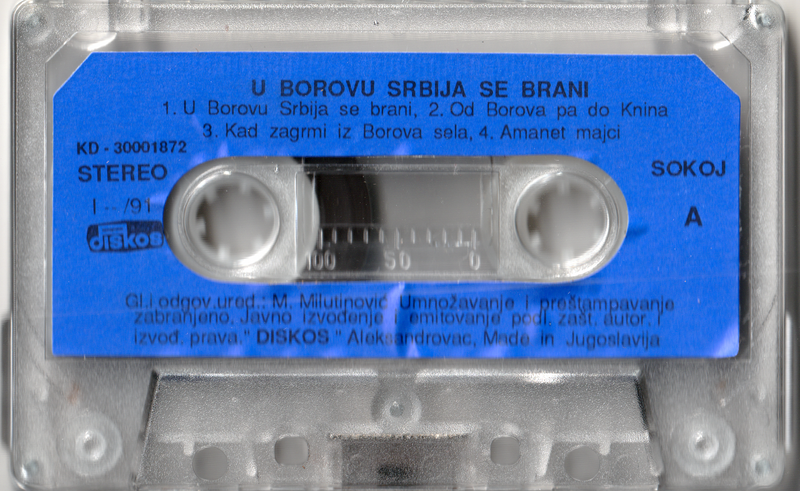 U BOROVU SRBIJA SE BRANI
1. U Borovu Srbija se brani, 2. Od Borova pa do Knina
3. Kad zagrmi iz Borova sela, 4. Amanet majci
KD - 30001872
STEREO
SOKOJ
I - /91
A
diskos
100 50 0
Gl. i odgov. ured.: M. Milutinović Umnožavanje i preštampavanje
zabranjeno. Javno izvođenje i emitovanje podl. zašt. autor. i
izvođ. prava. " DISKOS " Aleksandrovac, Made in Jugoslavija